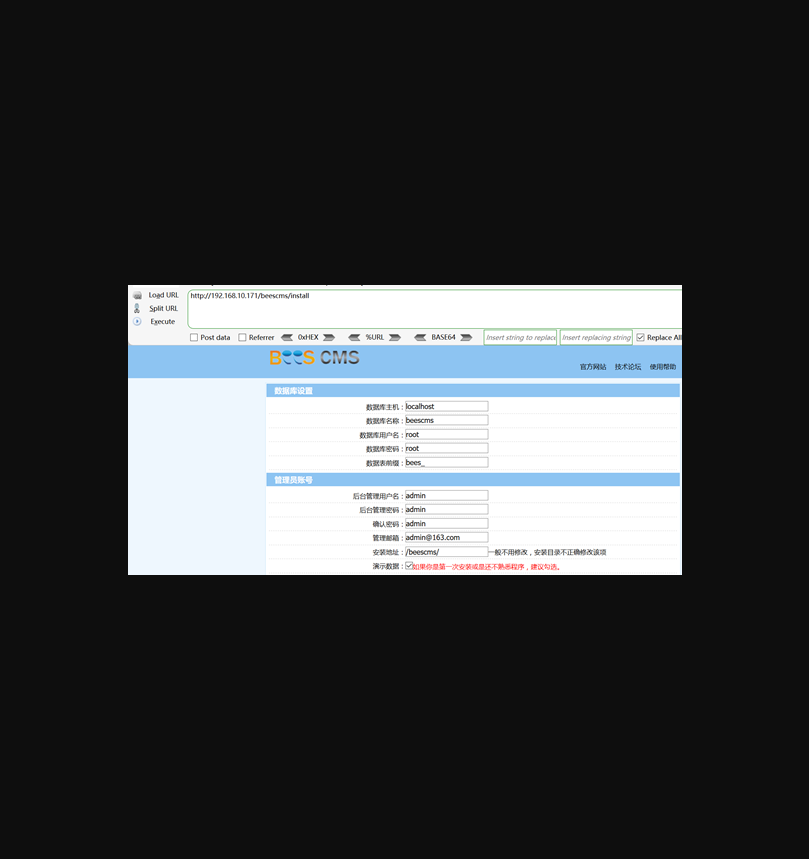 Load URL
http://192.168.10.171/beescms/install
Split URL
Execute
Post data Referrer 0xHEX %URL BASE64 Insert string to replace Insert replacing string Replace All
BEES CMS
官方网站 技术论坛 使用帮助
数据库设置
数据库主机：localhost
数据库名称：beescms
数据库用户名：root
数据库密码：root
数据表前缀：bees_
管理员账号
后台管理用户名：admin
后台管理密码：admin
确认密码：admin
管理邮箱：admin@163.com
安装地址：/beescms/ 一般不用修改，安装目录不正确修改该项
演示数据：如果你是第一次安装或是还不熟悉程序，建议勾选。